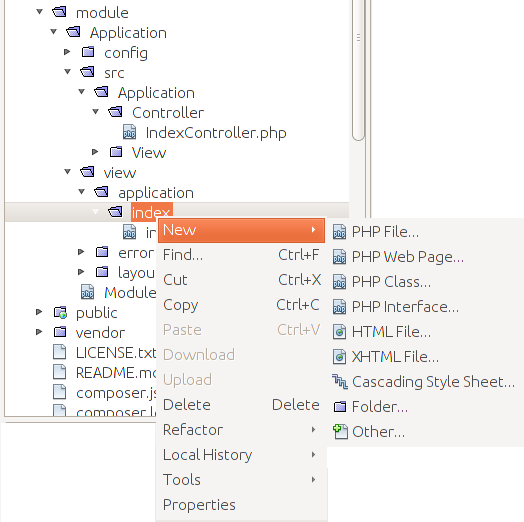 module
Application
config
src
Application
Controller
IndexController.php
View
view
application
index
in
error
layou
Module
public
vendor
LICENSE.txt
README.md
composer.js
composer.l
New
Find... Ctrl+F
Cut Ctrl+X
Copy Ctrl+C
Paste Ctrl+V
Download
Upload
Delete Delete
Refactor
Local History
Tools
Properties
PHP File...
PHP Web Page...
PHP Class...
PHP Interface...
HTML File...
XHTML File...
Cascading Style Sheet...
Folder...
Other...